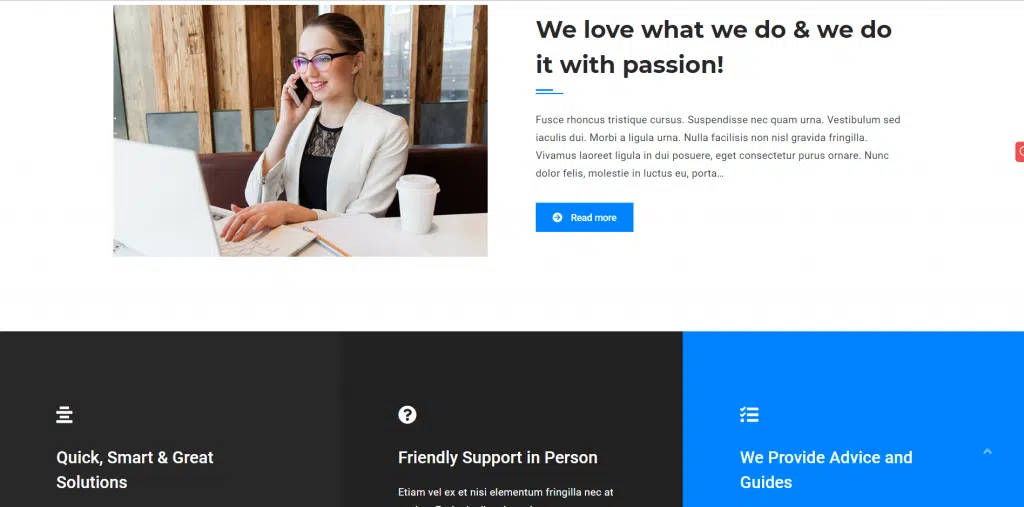 We love what we do & we do
it with passion!
Fusce rhoncus tristique cursus. Suspendisse nec quam urna. Vestibulum sed
iaculis dui. Morbi a ligula urna. Nulla facilisis non nisl gravida fringilla.
Vivamus laoreet ligula in dui posuere, eget consectetur purus ornare. Nunc
dolor felis, molestie in luctus eu, porta...
Read more
Quick, Smart & Great
Solutions
Friendly Support in Person
Etiam vel ex et nisi elementum fringilla nec at
We Provide Advice and
Guides